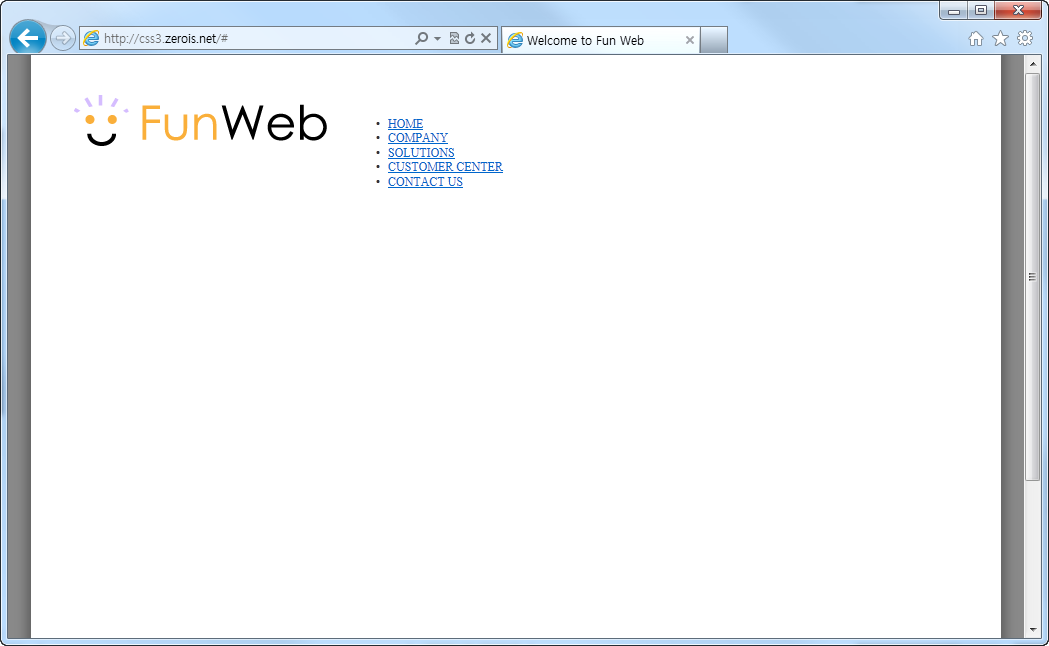 http://css3.zerois.net/#
Welcome to Fun Web
FunWeb
• HOME
• COMPANY
• SOLUTIONS
• CUSTOMER CENTER
• CONTACT US